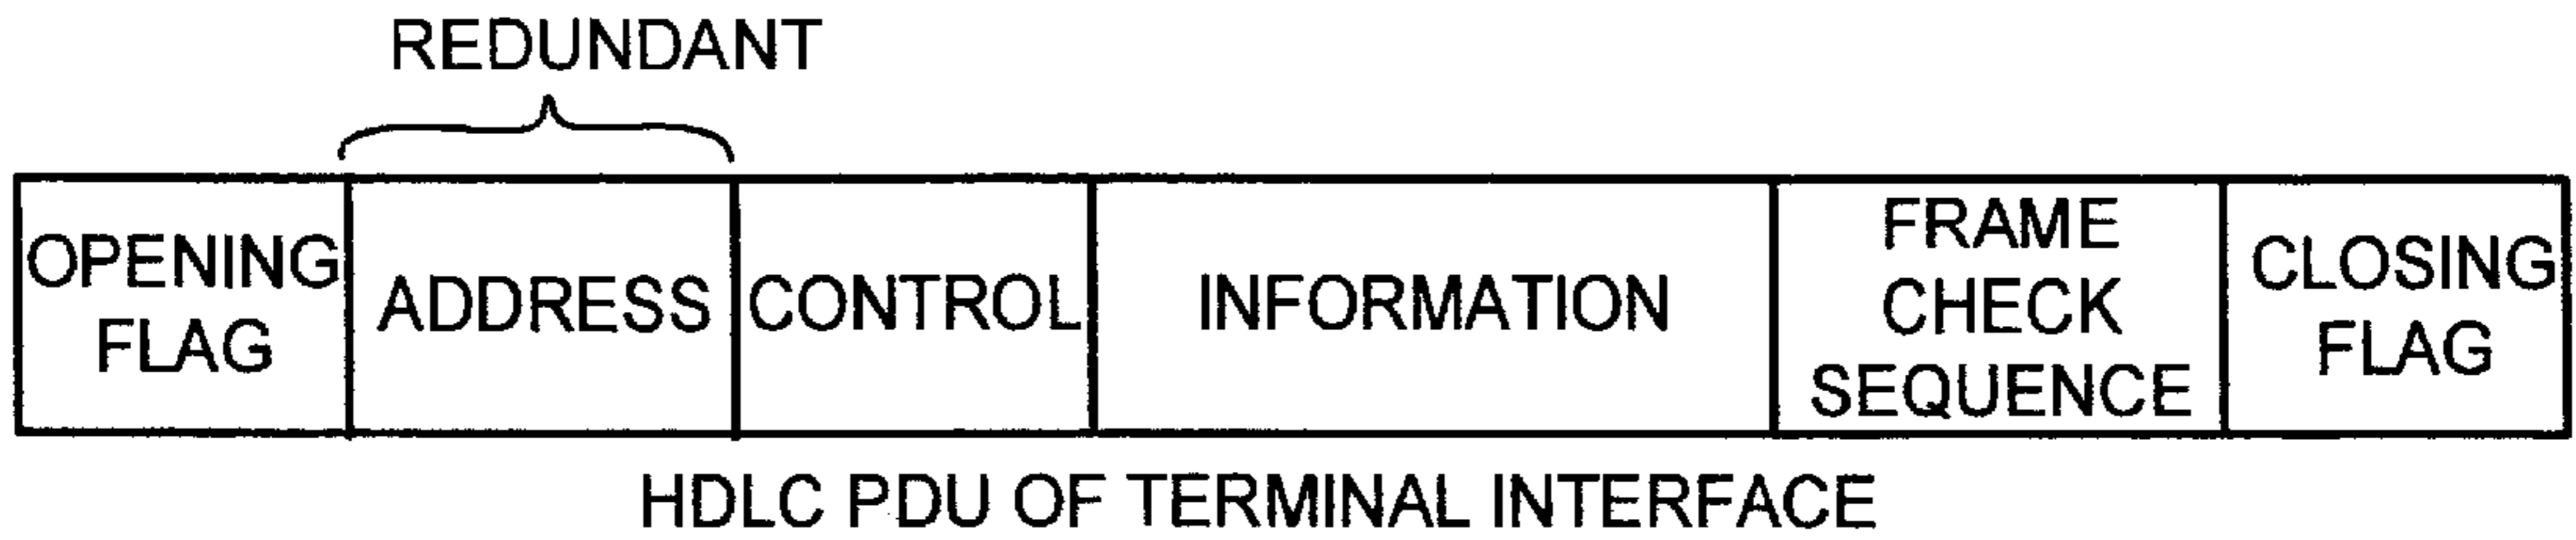 REDUNDANT
OPENING
FLAG
ADDRESS
CONTROL
INFORMATION
FRAME
CHECK
SEQUENCE
CLOSING
FLAG
HDLC PDU OF TERMINAL INTERFACE